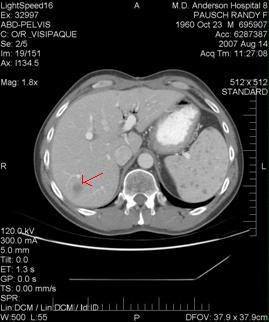 LightSpeed16
Ex: 32997
ABD-PELVIS
C: O/R _VISIPAQUE
Se: 2/5
Im: 19/151
Ax: I134.5
Mag: 1.8x
A
M.D. Anderson Hospital 8
PAUSCH RANDY F
1960 Oct 23 M 695907
Acc: 6287387
2007 Aug 14
Acq Tm: 11:27:08
512 x 512
STANDARD
R
L
120.0 kV
300.0 mA
5.0 mm
Tilt: 0.0
ET: 1.3 s
GP: 0.0 s
TS: 0.00 mm/s
SPR:
Lin:DCM / Lin:DCM / Id:ID
W:500 L:55
P
DFOV: 37.9 x 37.9cm